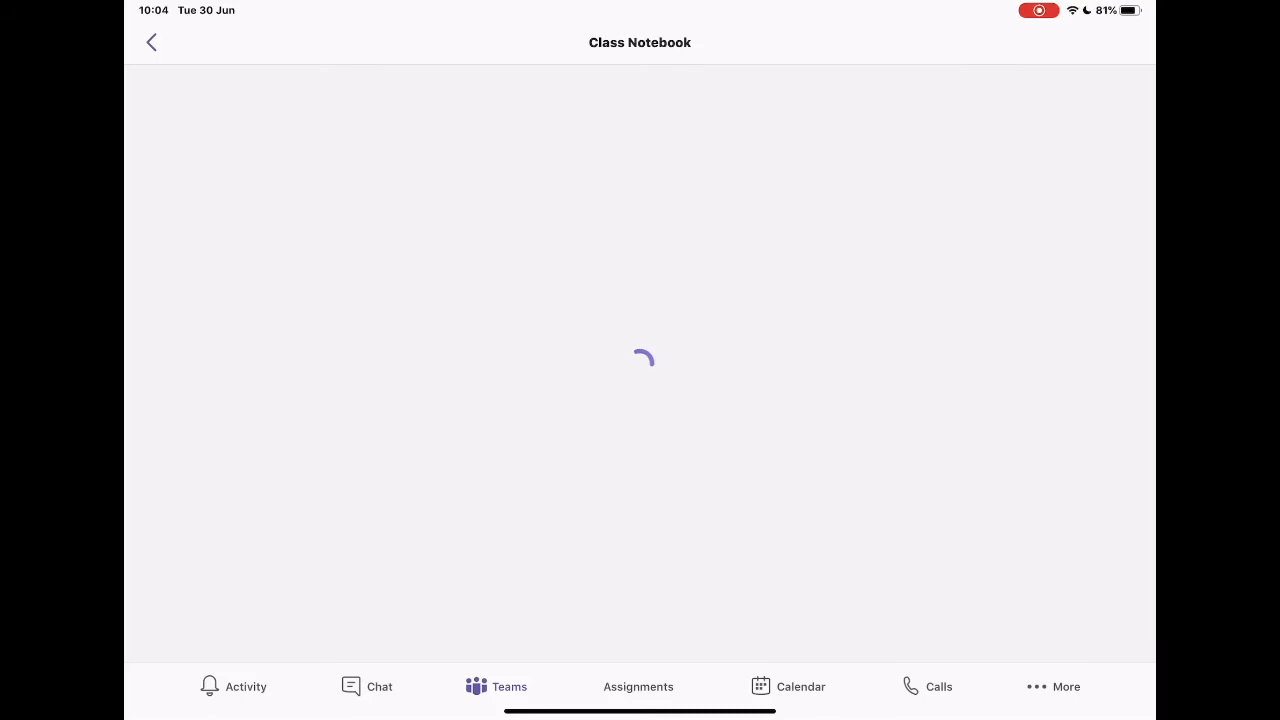 10:04 Tue 30 Jun 81%
Class Notebook
Activity Chat Teams Assignments Calendar Calls More